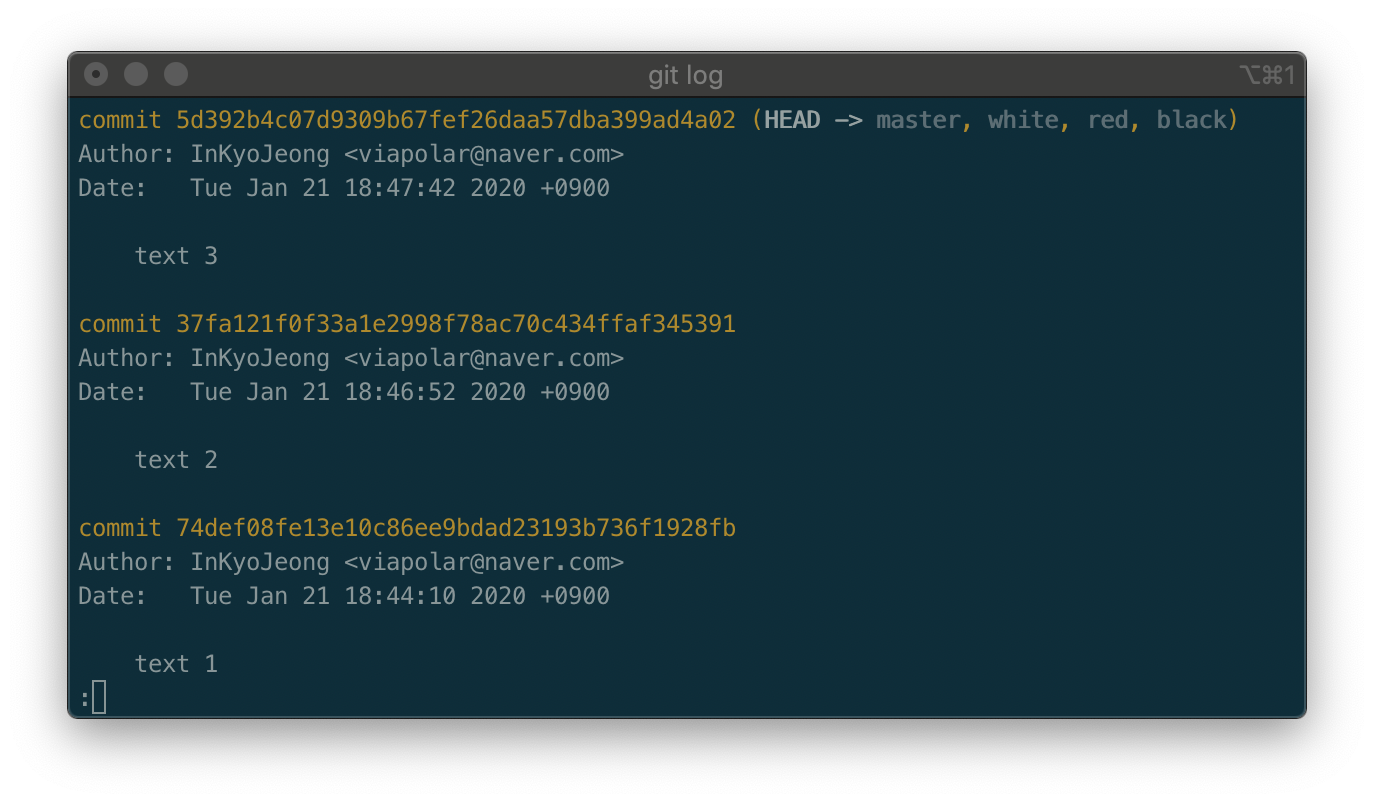 git log
⌥⌘1
commit 5d392b4c07d9309b67fef26daa57dba399ad4a02 (HEAD -> master, white, red, black)
Author: InKyoJeong <viapolar@naver.com>
Date:   Tue Jan 21 18:47:42 2020 +0900
    text 3
commit 37fa121f0f33a1e2998f78ac70c434ffaf345391
Author: InKyoJeong <viapolar@naver.com>
Date:   Tue Jan 21 18:46:52 2020 +0900
    text 2
commit 74def08fe13e10c86ee9bdad23193b736f1928fb
Author: InKyoJeong <viapolar@naver.com>
Date:   Tue Jan 21 18:44:10 2020 +0900
    text 1
: